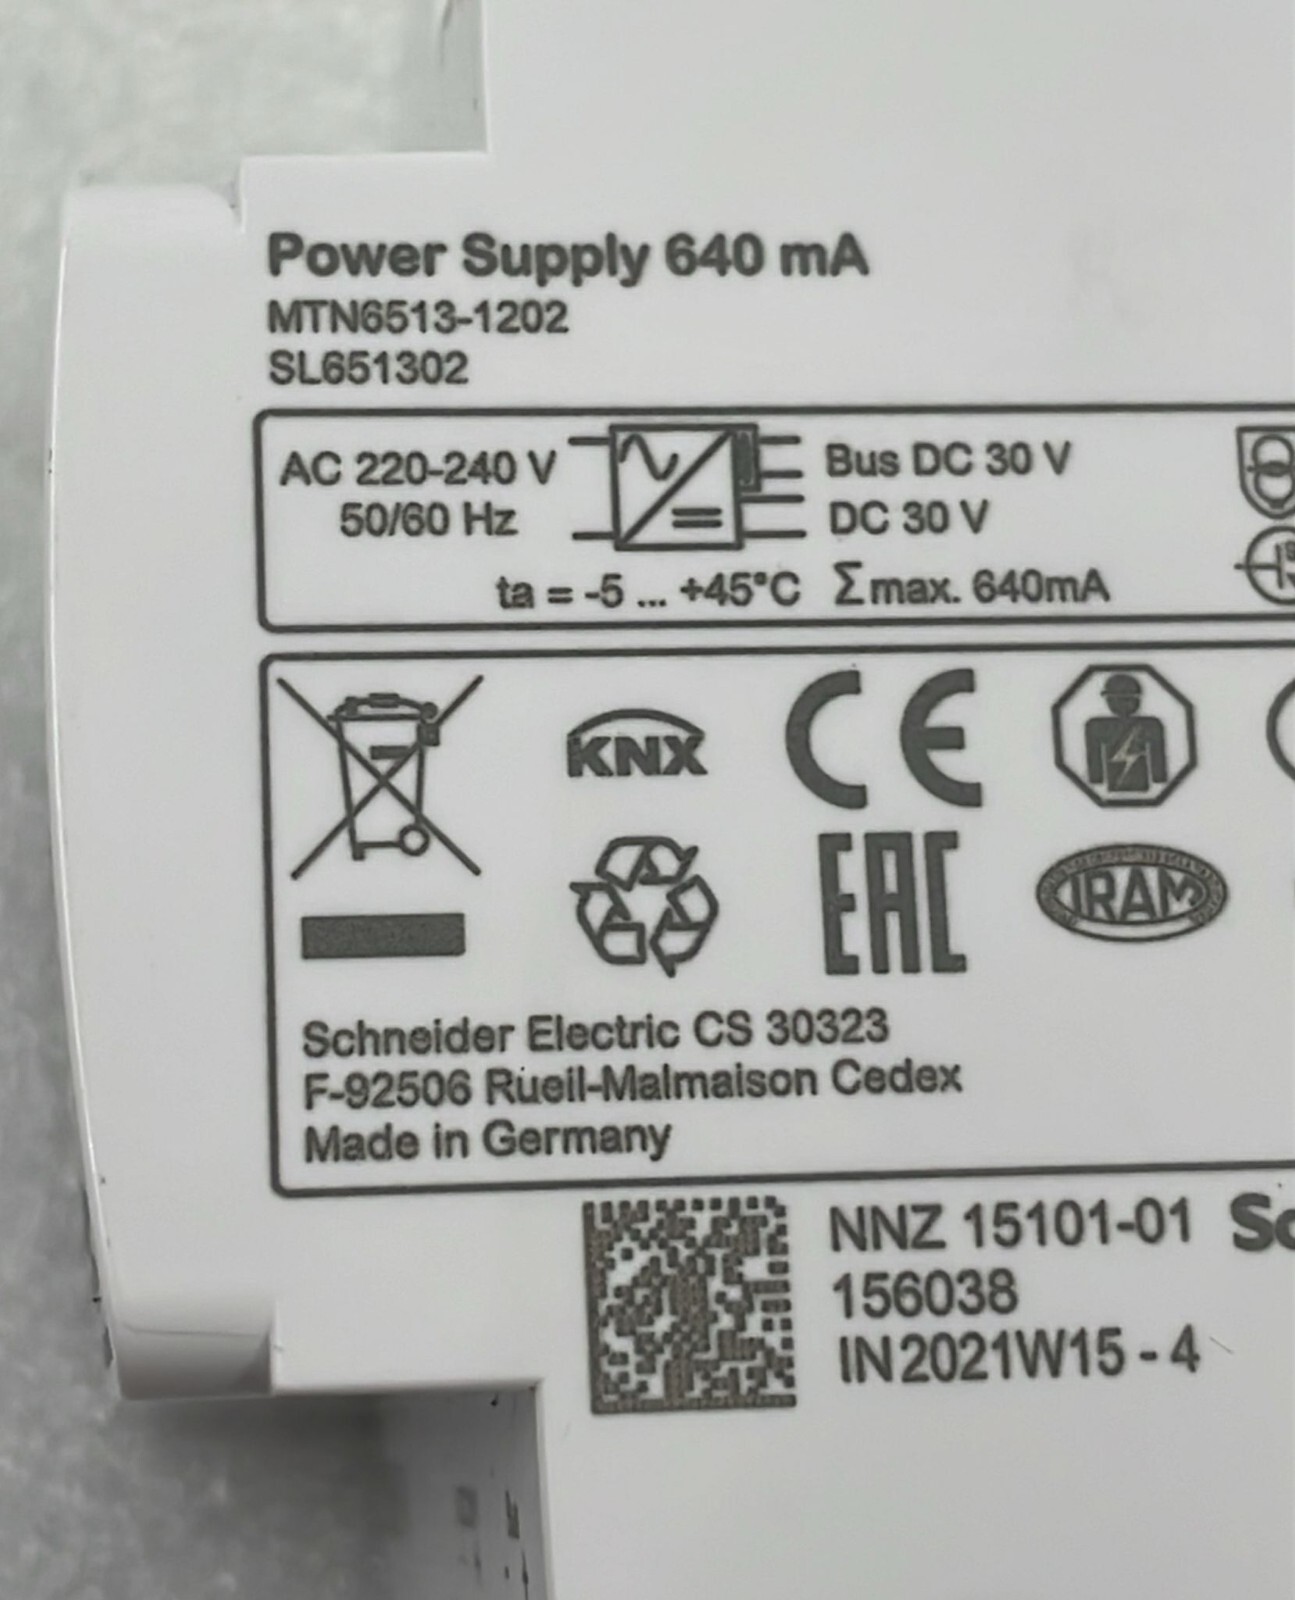 Power Supply 640 mA
MTN6513-1202
SL651302
AC 220-240 V
50/60 Hz
Bus DC 30 V
DC 30 V
ta = -5 ... +45°C Σmax. 640mA
KNX CE
EAC IRAM
Schneider Electric CS 30323
F-92506 Rueil-Malmaison Cedex
Made in Germany
NNZ 15101-01
156038
IN2021W15 - 4